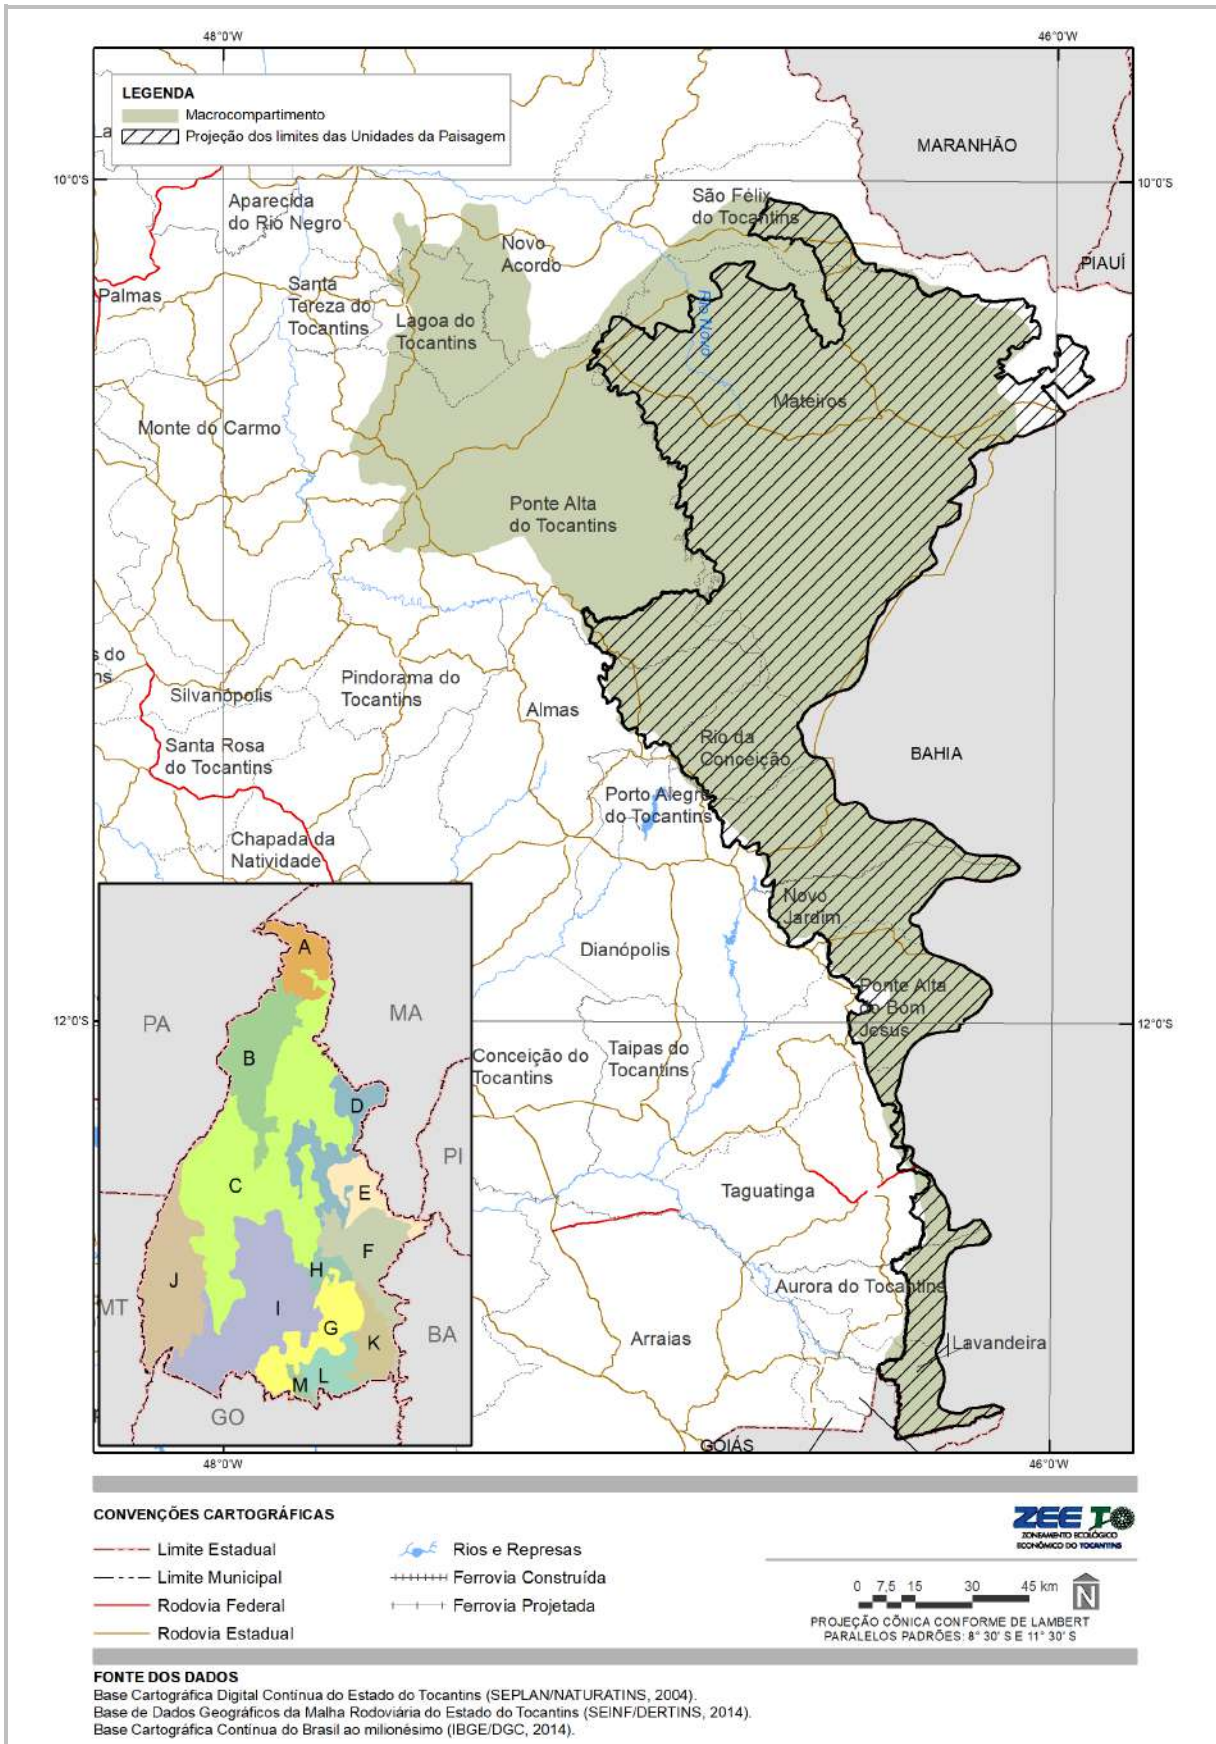 48°0'W
46°0'W
LEGENDA
Macrocompartimento
Projeção dos limites das Unidades da Paisagem
La
MARANHÃO
10°0'S
10°0'S
Aparecida
do Rio Negro
São Félix
do Tocantins
Novo
Acordo
PIAUÍ
Palmas
Santa
Tereza do
Tocantins
Lagoa do
Tocantins
Rio Novo
Mateiros
Monte do Carmo
Ponte Alta
do Tocantins
s do
ns
Silvanópolis
Pindorama do
Tocantins
Almas
Santa Rosa
do Tocantins
Rio da
Conceição
BAHIA
Porto Alegre
do Tocantins
Chapada da
Natividade
Novo
Jardim
Dianópolis
Ponte Alta
do Bom
Jesus
12°0'S
12°0'S
Conceição do
Tocantins
Taipas do
Tocantins
Taguatinga
Aurora do Tocantins
Arraias
Lavandeira
GOIÁS
A
PA
MA
B
D
PI
C
E
F
H
J
MT
I
G
K
BA
L
M
GO
48°0'W
46°0'W
CONVENÇÕES CARTOGRÁFICAS
Limite Estadual
Limite Municipal
Rodovia Federal
Rodovia Estadual
Rios e Represas
Ferrovia Construída
Ferrovia Projetada
ZEE TO
ZONEAMENTO ECOLÓGICO
ECONÔMICO DO TOCANTINS
0 7,5 15 30 45 km
N
PROJEÇÃO CÔNICA CONFORME DE LAMBERT
PARALELOS PADRÕES: 8° 30' S E 11° 30' S
FONTE DOS DADOS
Base Cartográfica Digital Contínua do Estado do Tocantins (SEPLAN/NATURATINS, 2004).
Base de Dados Geográficos da Malha Rodoviária do Estado do Tocantins (SEINF/DERTINS, 2014).
Base Cartográfica Contínua do Brasil ao milionésimo (IBGE/DGC, 2014).